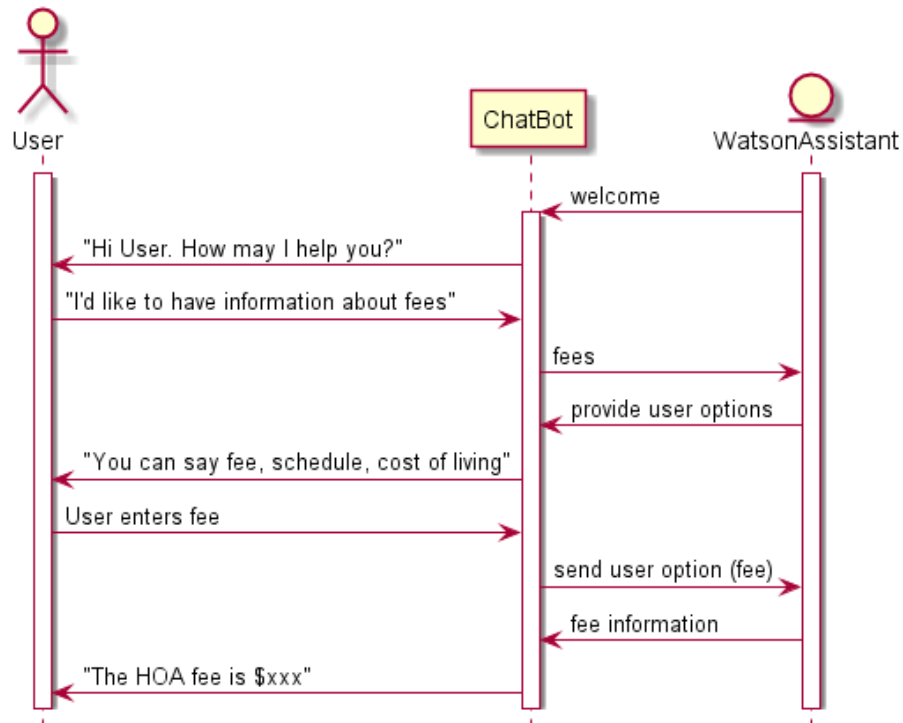 User
ChatBot
WatsonAssistant
welcome
"Hi User. How may I help you?"
"I'd like to have information about fees"
fees
provide user options
"You can say fee, schedule, cost of living"
User enters fee
send user option (fee)
fee information
"The HOA fee is $xxx"